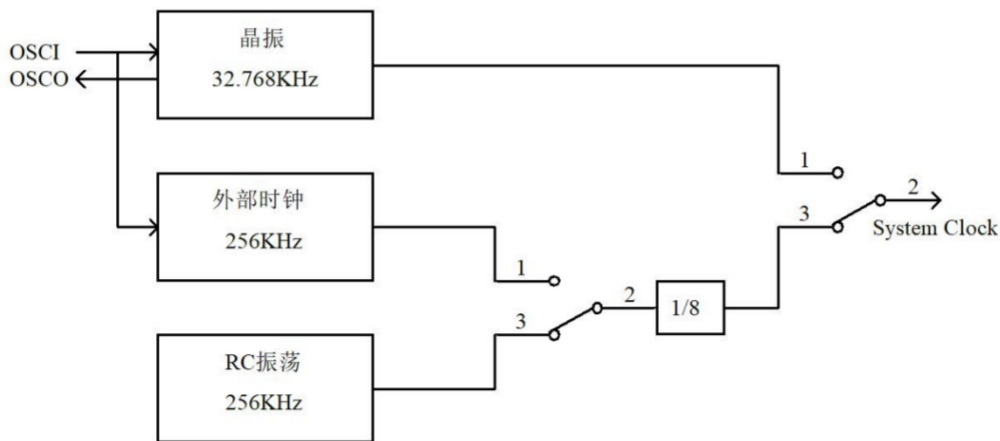 晶振
32.768KHz
OSCI
OSCO
外部时钟
256KHz
RC振荡
256KHz
1
3
2
1/8
1
3
2
System Clock